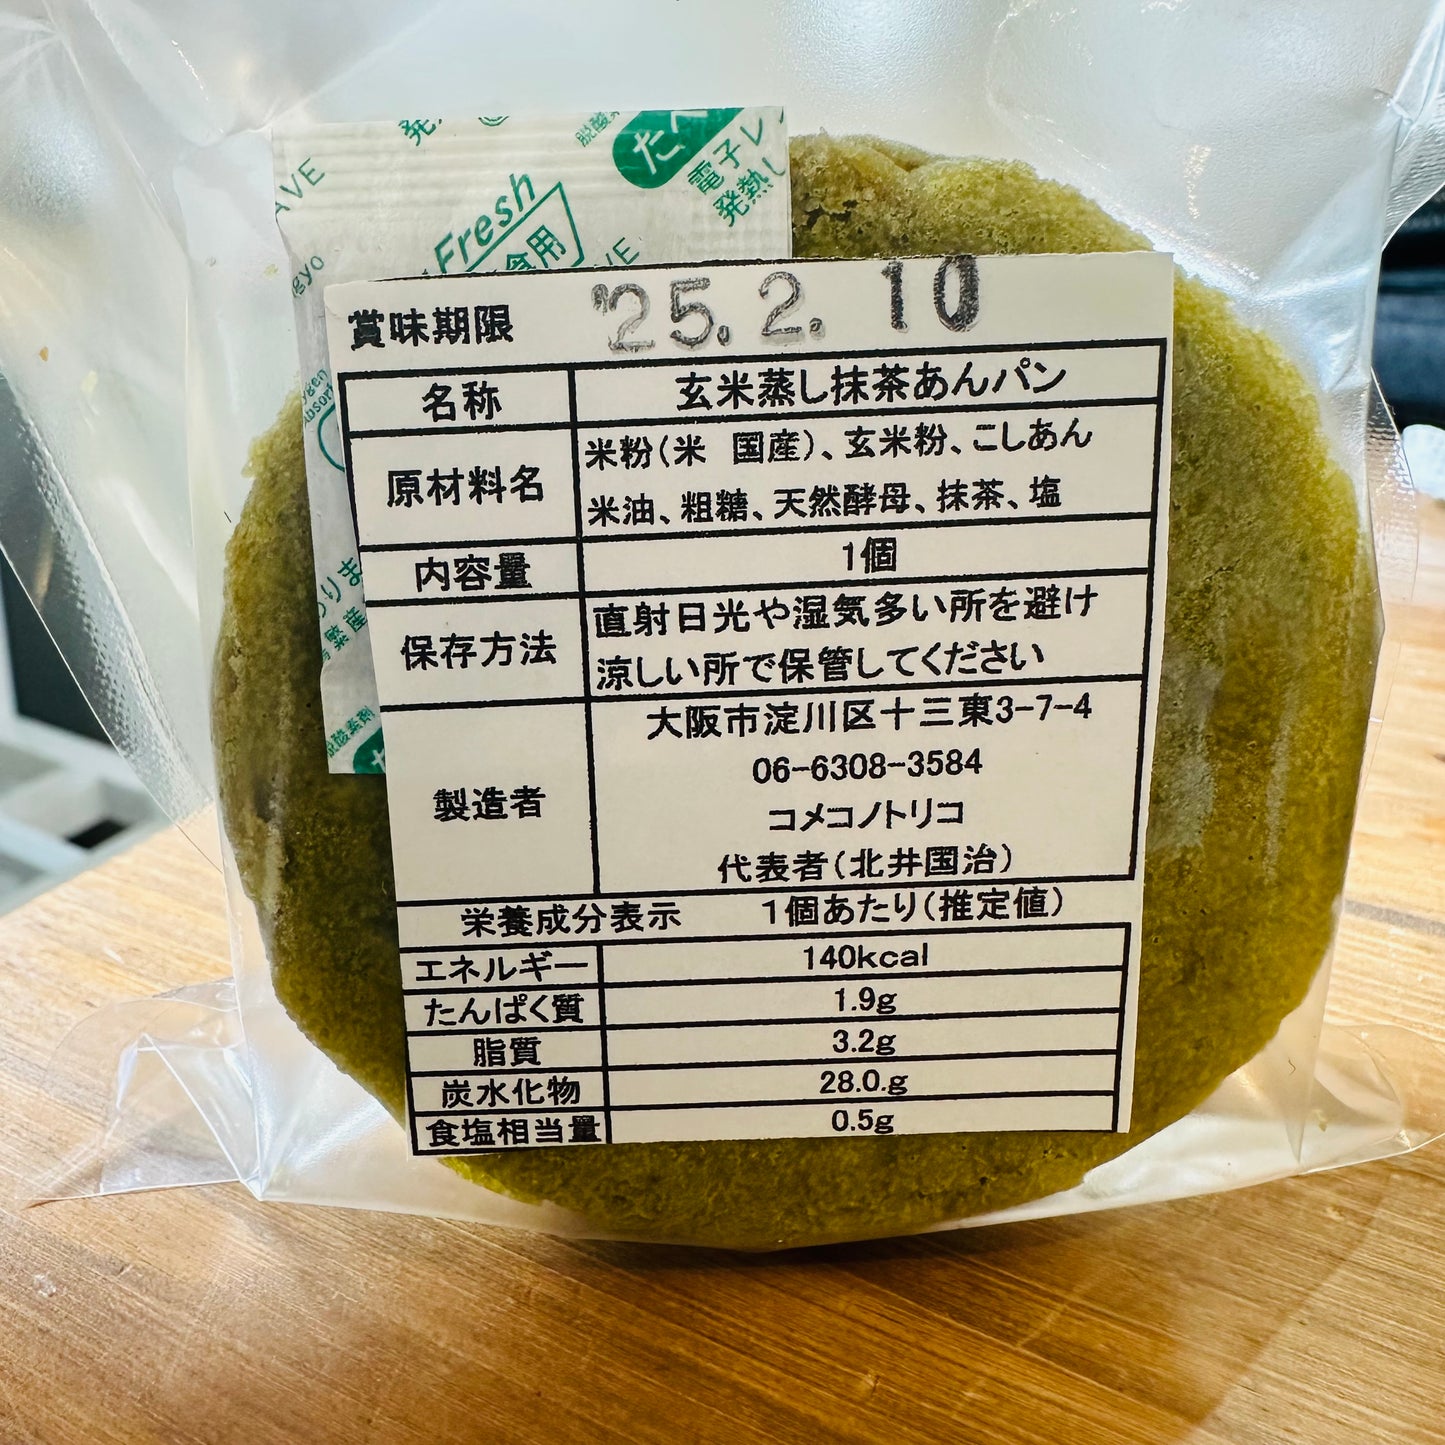 Fresh
食用
電子レ
発熱し
賞味期限 '25.2.10
名称 玄米蒸し抹茶あんパン
原材料名 米粉(米 国産)、玄米粉、こしあん
米油、粗糖、天然酵母、抹茶、塩
内容量 1個
保存方法 直射日光や湿気多い所を避け
涼しい所で保管してください
製造者 大阪市淀川区十三東3-7-4
06-6308-3584
コメコノトリコ
代表者(北井国治)
栄養成分表示 1個あたり(推定値)
エネルギー 140kcal
たんぱく質 1.9g
脂質 3.2g
炭水化物 28.0.g
食塩相当量 0.5g